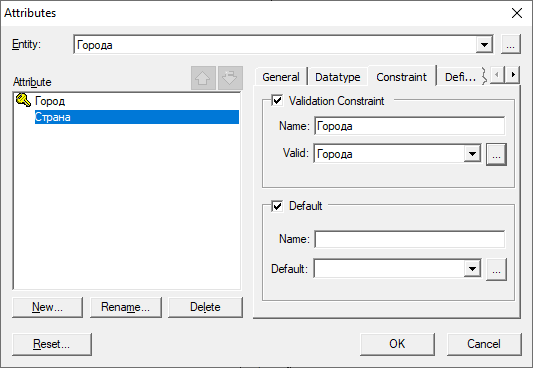 Attributes
Entity:
Города
...
Attribute
Город
Страна
New...
Rename...
Delete
General
Datatype
Constraint
Defi...
Validation Constraint
Name:
Города
Valid:
Города
...
Default
Name:
Default:
...
Reset...
OK
Cancel